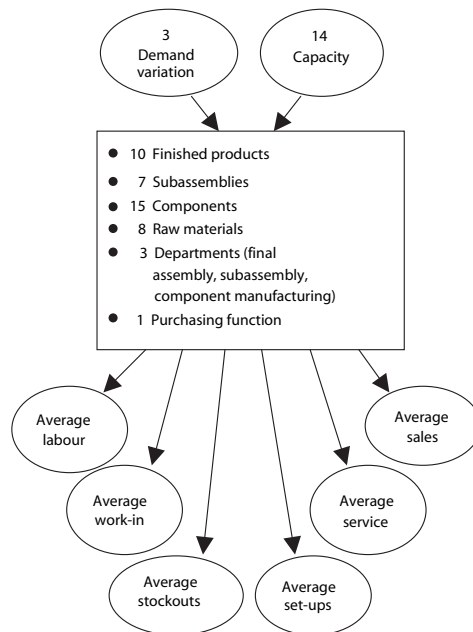 3
Demand
variation
14
Capacity
● 10 Finished products
● 7 Subassemblies
● 15 Components
● 8 Raw materials
● 3 Departments (final
assembly, subassembly,
component manufacturing)
● 1 Purchasing function
Average
labour
Average
sales
Average
work-in
Average
service
Average
stockouts
Average
set-ups